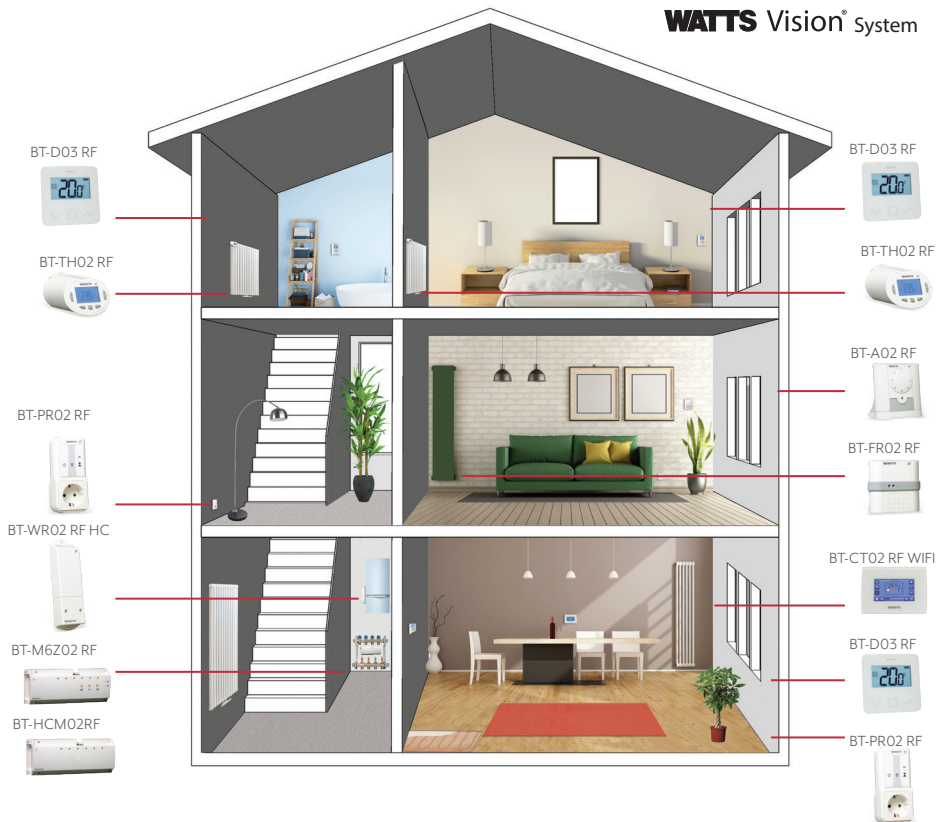 WATTS Vision® System
BT-D03 RF
20.0
BT-TH02 RF
BT-PR02 RF
BT-WR02 RF HC
BT-M6Z02 RF
BT-HCM02RF
BT-D03 RF
20.0
BT-TH02 RF
BT-A02 RF
BT-FR02 RF
BT-CT02 RF WIFI
BT-D03 RF
20.0
BT-PR02 RF